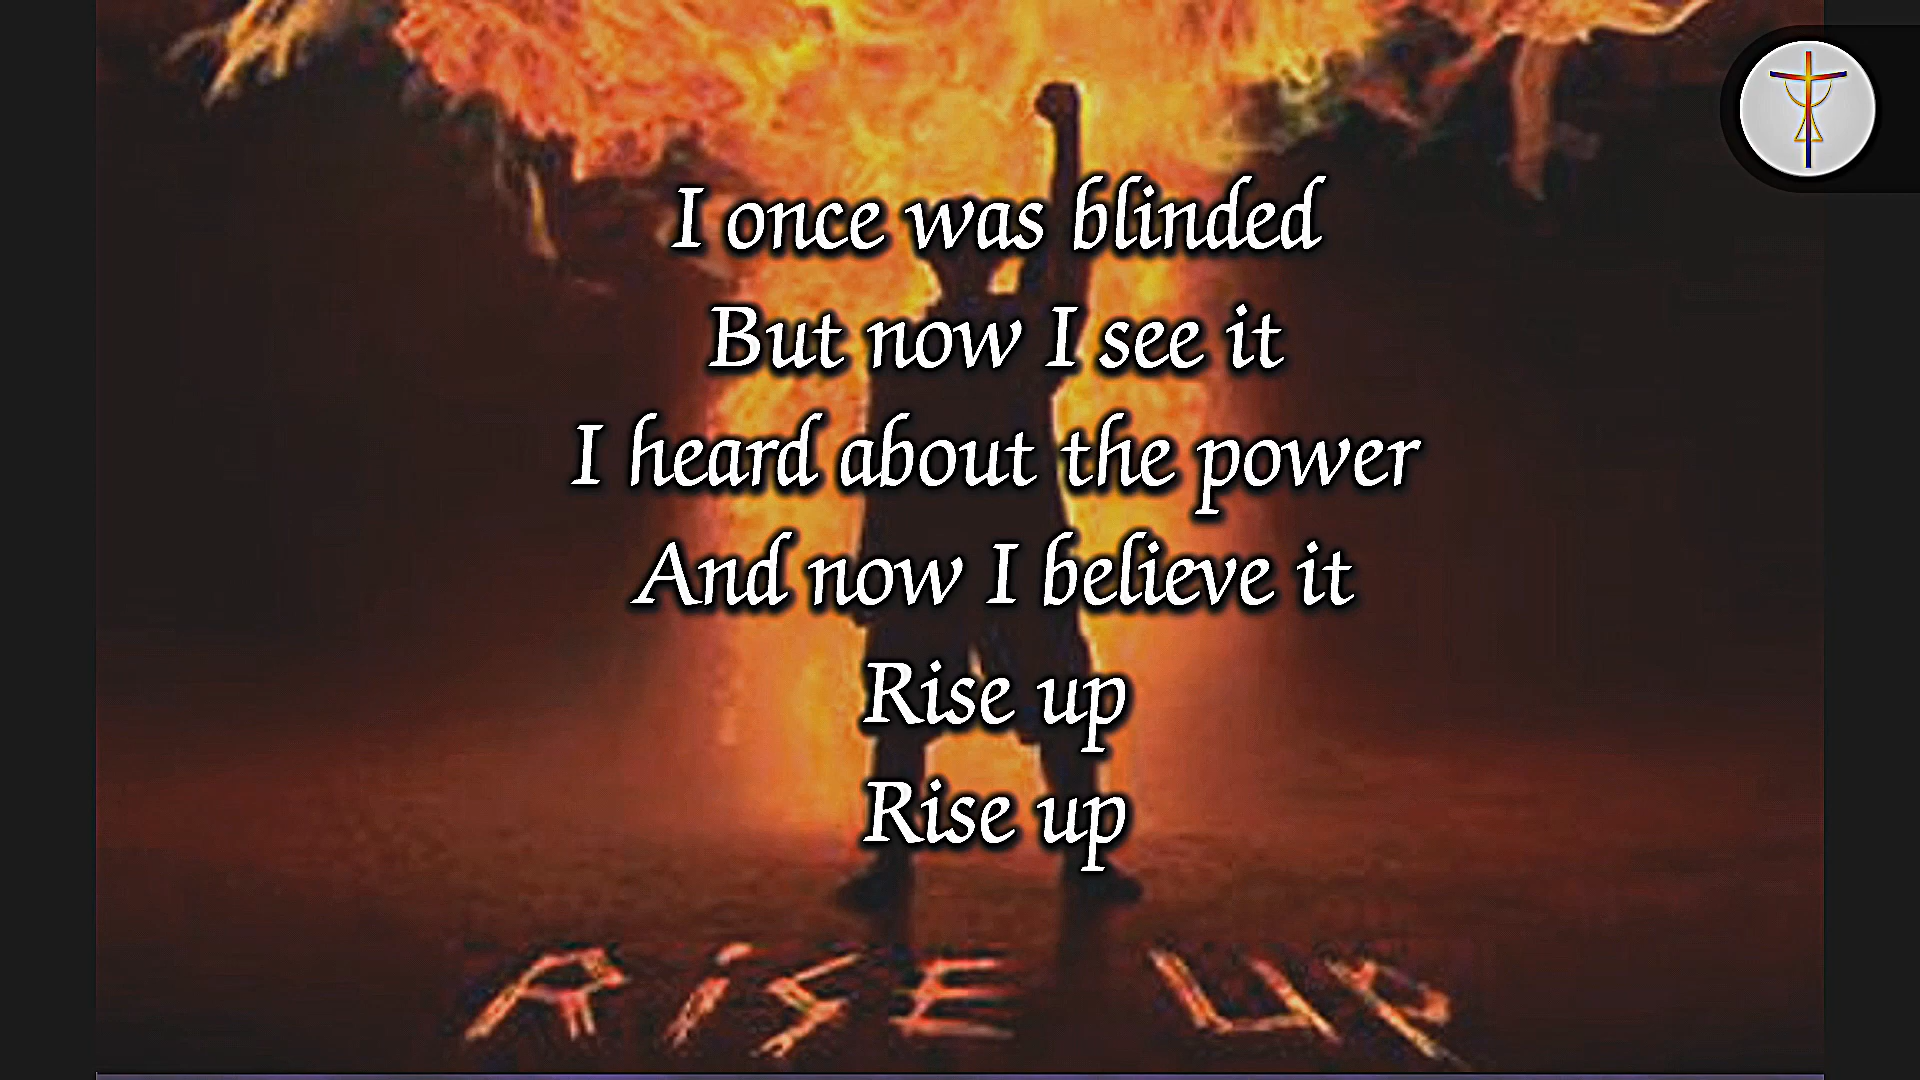 I once was blinded
But now I see it
I heard about the power
And now I believe it
Rise up
Rise up
RiSE UP